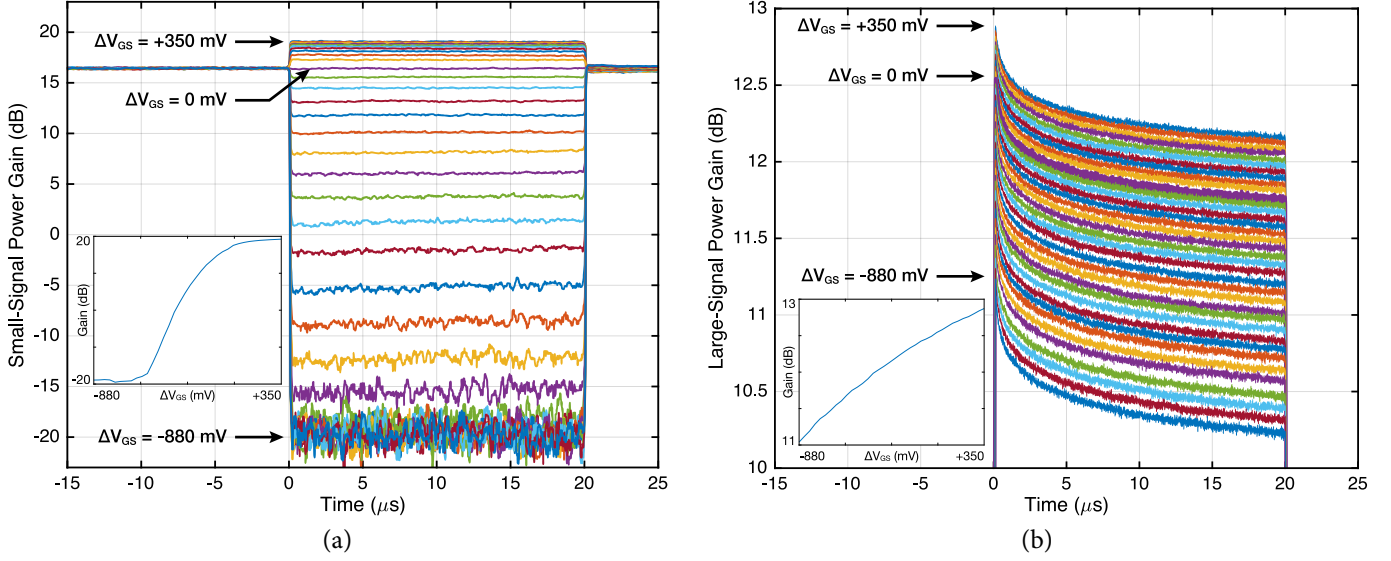 Small-Signal Power Gain (dB)
20
15
10
5
0
-5
-10
-15
-20
ΔVGS = +350 mV
ΔVGS = 0 mV
ΔVGS = -880 mV
Gain (dB)
20
-20
-880
ΔVGS (mV)
+350
-15
-10
-5
0
5
10
15
20
25
Time (μs)
(a)
Large-Signal Power Gain (dB)
13
12.5
12
11.5
11
10.5
10
ΔVGS = +350 mV
ΔVGS = 0 mV
ΔVGS = -880 mV
Gain (dB)
13
11
-880
ΔVGS (mV)
+350
-15
-10
-5
0
5
10
15
20
25
Time (μs)
(b)